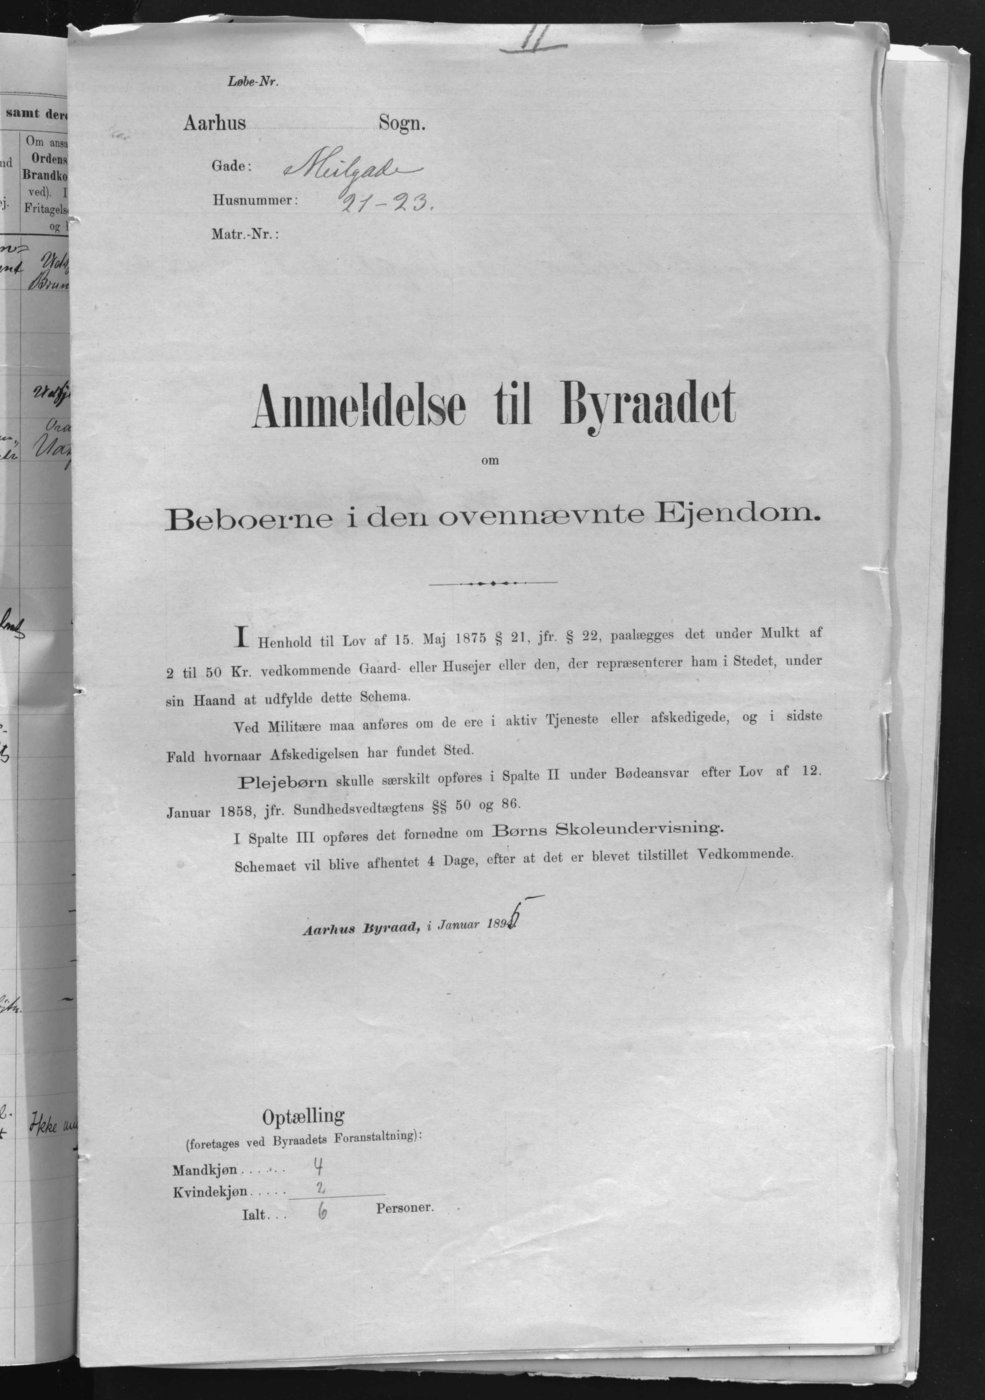 II
Løbe-Nr.
Aarhus Sogn.
Gade: Meilgade
Husnummer: 21-23.
Matr.-Nr.:
Anmeldelse til Byraadet
om
Beboerne i den ovennævnte Ejendom.
I Henhold til Lov af 15. Maj 1875 § 21, jfr. § 22, paalægges det under Mulkt af
2 til 50 Kr. vedkommende Gaard- eller Husejer eller den, der repræsenterer ham i Stedet, under
sin Haand at udfylde dette Schema.
Ved Militære maa anføres om de ere i aktiv Tjeneste eller afskedigede, og i sidste
Fald hvornaar Afskedigelsen har fundet Sted.
Plejebørn skulle særskilt opføres i Spalte II under Bødeansvar efter Lov af 12.
Januar 1858, jfr. Sundhedsvedtægtens §§ 50 og 86.
I Spalte III opføres det fornødne om Børns Skoleundervisning.
Schemaet vil blive afhentet 4 Dage, efter at det er blevet tilstillet Vedkommende.
Aarhus Byraad, i Januar 1895
Optælling
(foretages ved Byraadets Foranstaltning):
Mandkjøn...... 4
Kvindekjøn..... 2
Ialt... 6 Personer.
samt
Om
Ordens
Brandko
ved). I
Fritagelse
og
Ikke